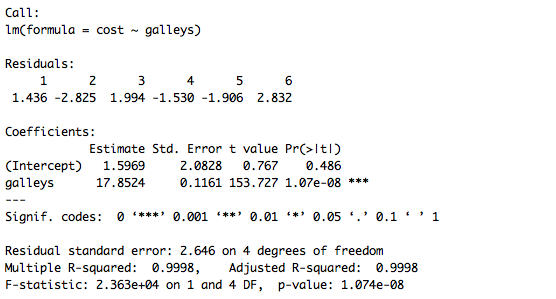 Call:
lm(formula = cost ~ galleys)
Residuals:
1 2 3 4 5 6
1.436 -2.825 1.994 -1.530 -1.906 2.832
Coefficients:
Estimate Std. Error t value Pr(>|t|)
(Intercept) 1.5969 2.0828 0.767 0.486
galleys 17.8524 0.1161 153.727 1.07e-08 ***
---
Signif. codes: 0 ‘***’ 0.001 ‘**’ 0.01 ‘*’ 0.05 ‘.’ 0.1 ‘ ’ 1
Residual standard error: 2.646 on 4 degrees of freedom
Multiple R-squared: 0.9998, Adjusted R-squared: 0.9998
F-statistic: 2.363e+04 on 1 and 4 DF, p-value: 1.074e-08